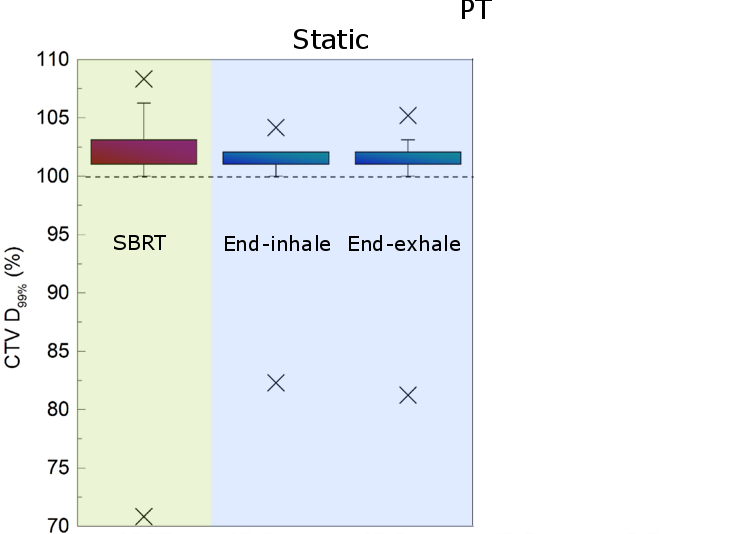 PT
Static
110
105
100
95
90
85
80
75
70
CTV D99% (%)
SBRT
End-inhale
End-exhale